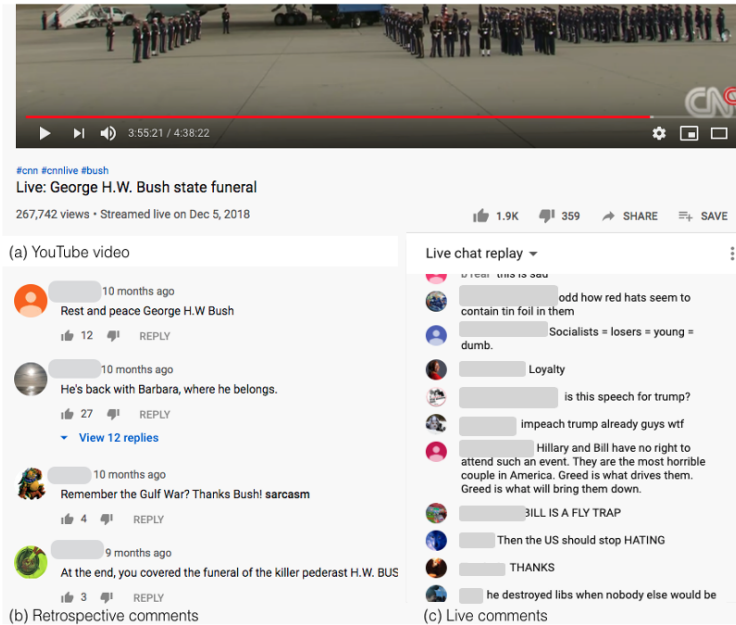 CNN
3:55:21 / 4:38:22
#cnn #cnnlive #bush
Live: George H.W. Bush state funeral
267,742 views • Streamed live on Dec 5, 2018
1.9K 359 SHARE SAVE
(a) YouTube video
10 months ago
Rest and peace George H.W Bush
12 REPLY
10 months ago
He's back with Barbara, where he belongs.
27 REPLY
View 12 replies
10 months ago
Remember the Gulf War? Thanks Bush! sarcasm
4 REPLY
9 months ago
At the end, you covered the funeral of the killer pederast H.W. BUS
3 REPLY
(b) Retrospective comments
Live chat replay
this is sad
odd how red hats seem to
contain tin foil in them
Socialists = losers = young =
dumb.
Loyalty
is this speech for trump?
impeach trump already guys wtf
Hillary and Bill have no right to
attend such an event. They are the most horrible
couple in America. Greed is what drives them.
Greed is what will bring them down.
BILL IS A FLY TRAP
Then the US should stop HATING
THANKS
he destroyed libs when nobody else would be
(c) Live comments